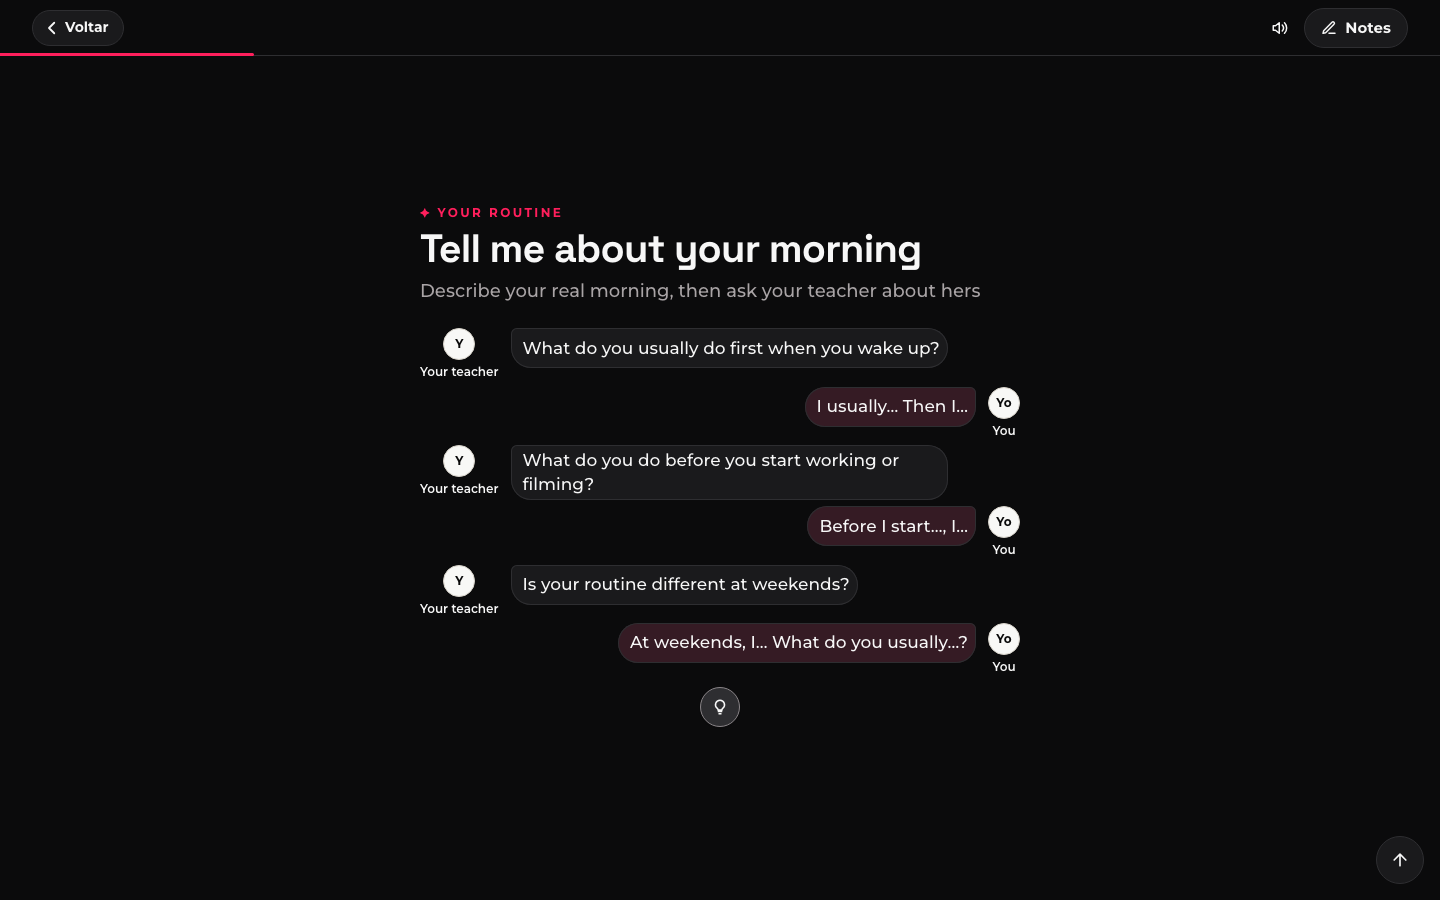 Voltar
Notes
YOUR ROUTINE
Tell me about your morning
Describe your real morning, then ask your teacher about hers
Y
Your teacher
What do you usually do first when you wake up?
I usually... Then I...
Yo
You
Y
Your teacher
What do you do before you start working or
filming?
Before I start..., I...
Yo
You
Y
Your teacher
Is your routine different at weekends?
At weekends, I... What do you usually...?
Yo
You